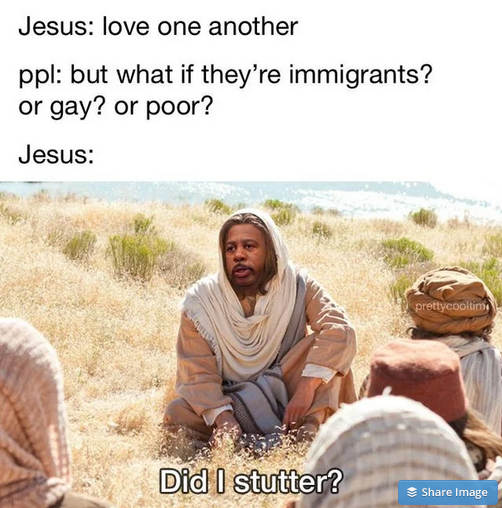 Jesus: love one another
ppl: but what if they're immigrants?
or gay? or poor?
Jesus:
prettycooltim
Did I stutter?
Share Image